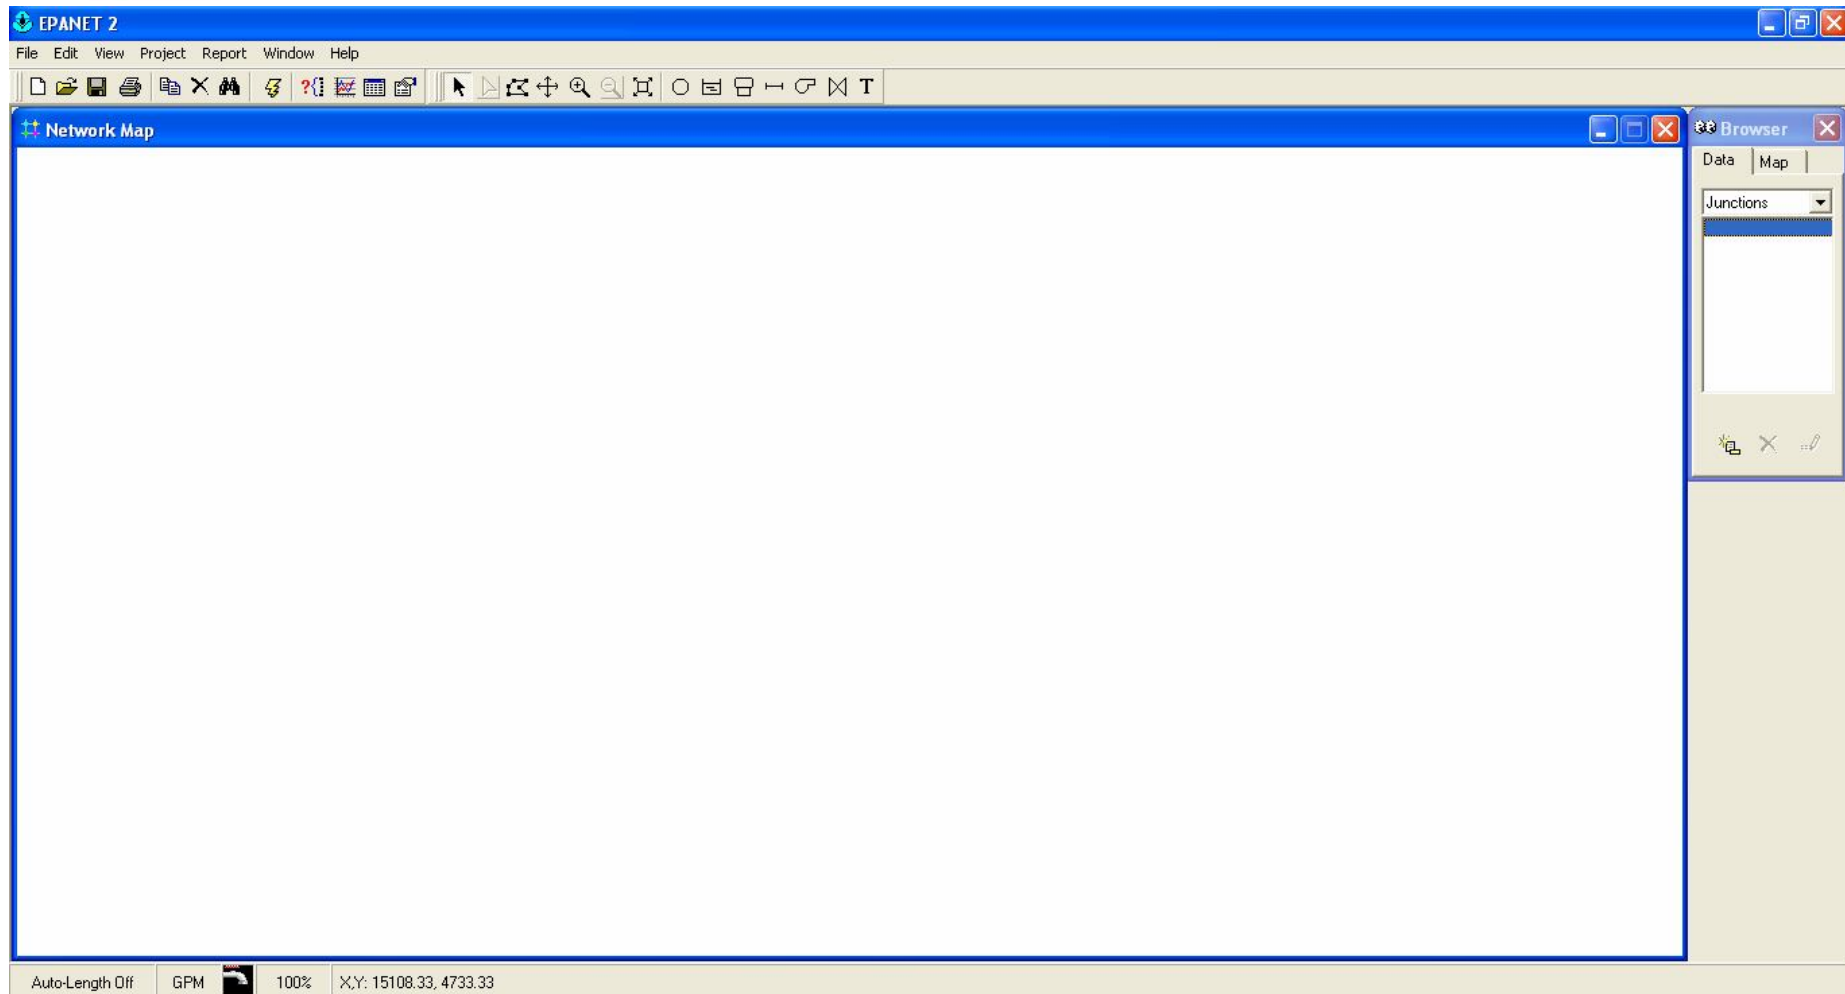 EPANET 2
File Edit View Project Report Window Help
T
Network Map
Browser
Data Map
Junctions
Auto-Length Off GPM 100% X,Y: 15108.33, 4733.33